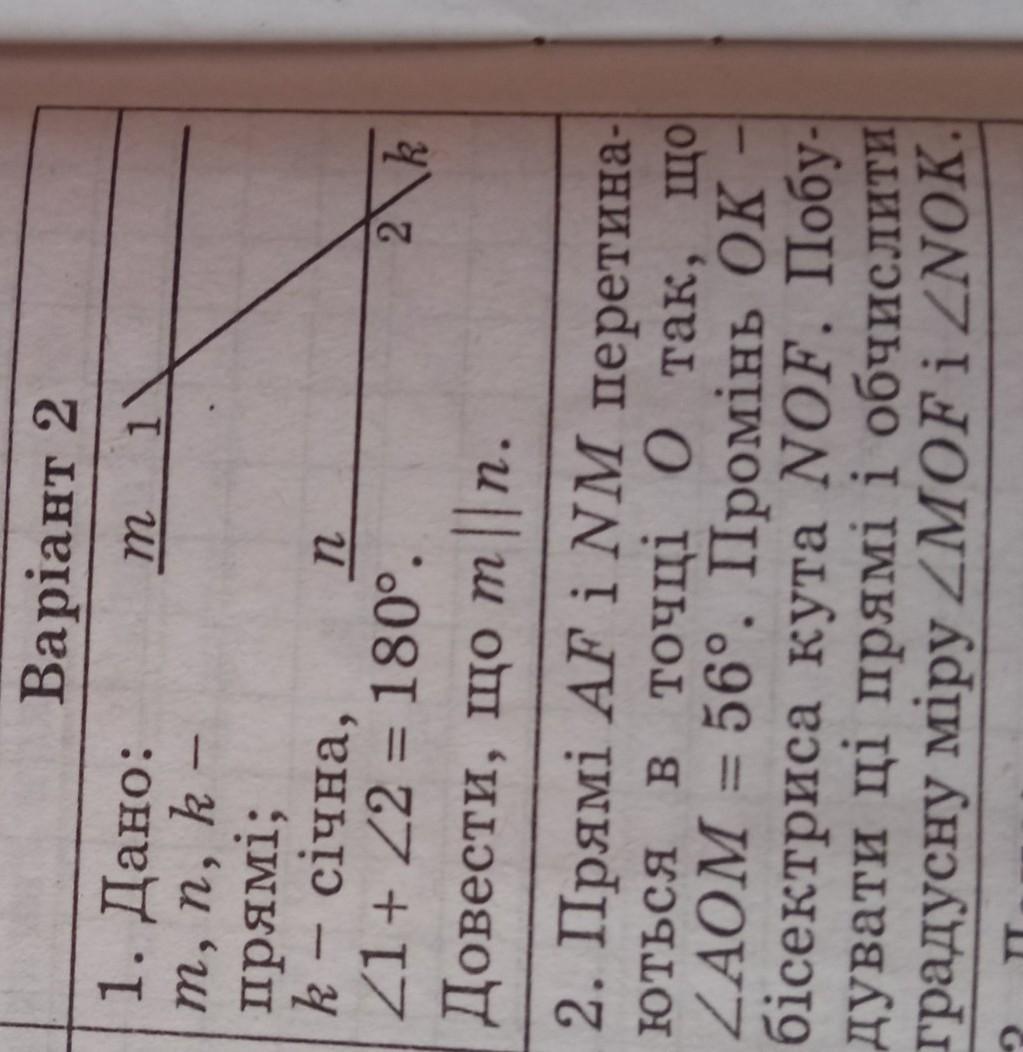 Варіант 2
1. Дано:
m, n, k –
прямі;
k – січна,
∠1 + ∠2 = 180°.
m 1
n
2 k
Довести, що m || n.
2. Прямі AF і NM перетина-
ються в точці O так, що
∠AOM = 56°. Промінь OK –
бісектриса кута NOF. Побу-
дувати ці прямі і обчислити
градусну міру ∠MOF і ∠NOK.